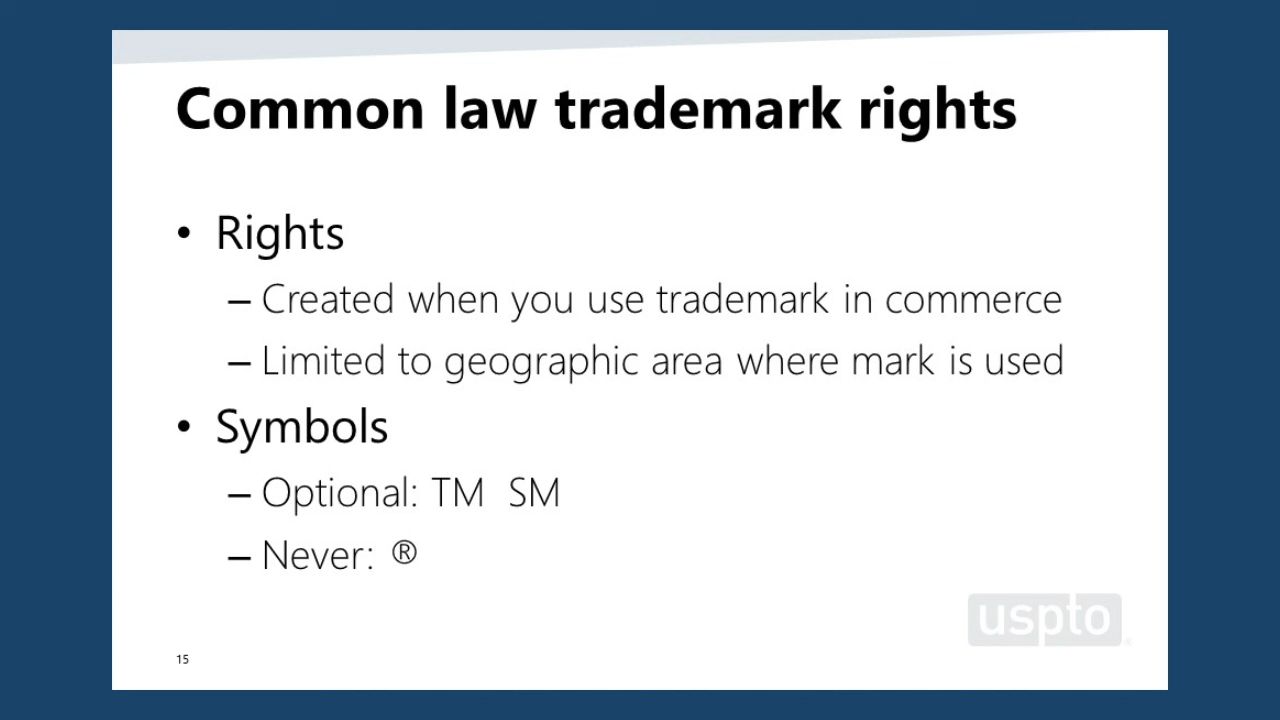 Common law trademark rights
• Rights
– Created when you use trademark in commerce
– Limited to geographic area where mark is used
• Symbols
– Optional: TM SM
– Never: ®
uspto
15